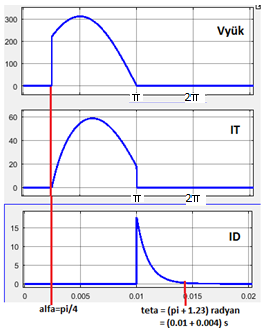 Vyük
300
200
100
0
π 2π
IT
60
40
20
0
π 2π
ID
15
10
5
0
0 0.005 0.01 0.015 0.02
alfa=pi/4
teta = (pi + 1.23) radyan
= (0.01 + 0.004) s